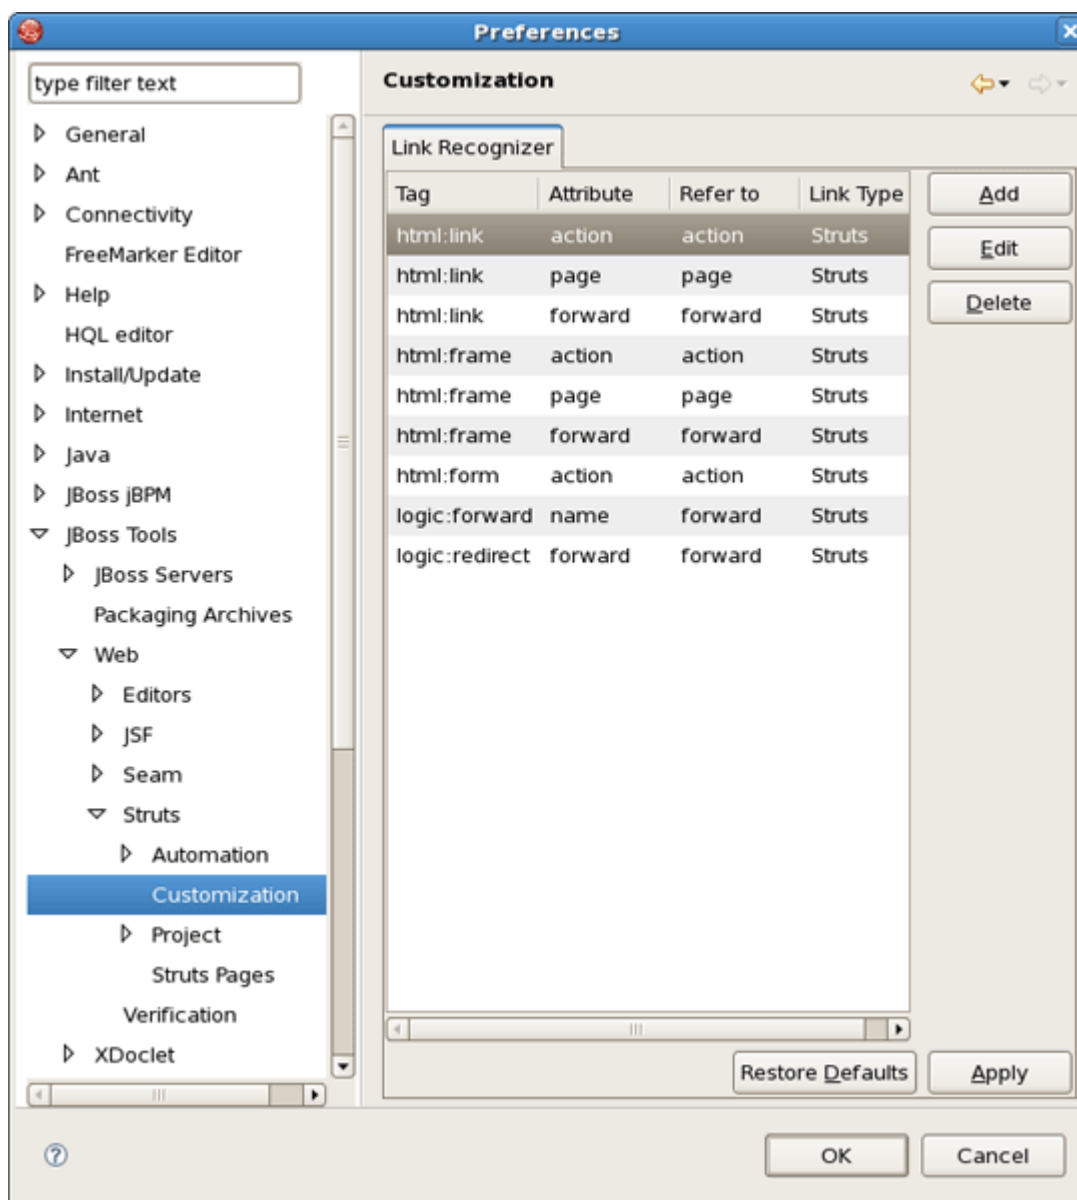 Preferences
type filter text
General
Ant
Connectivity
FreeMarker Editor
Help
HQL editor
Install/Update
Internet
Java
JBoss jBPM
JBoss Tools
JBoss Servers
Packaging Archives
Web
Editors
JSF
Seam
Struts
Automation
Customization
Project
Struts Pages
Verification
XDoclet
Customization
Link Recognizer
Tag Attribute Refer to Link Type
html:link action action Struts
html:link page page Struts
html:link forward forward Struts
html:frame action action Struts
html:frame page page Struts
html:frame forward forward Struts
html:form action action Struts
logic:forward name forward Struts
logic:redirect forward forward Struts
Add
Edit
Delete
Restore Defaults
Apply
OK
Cancel